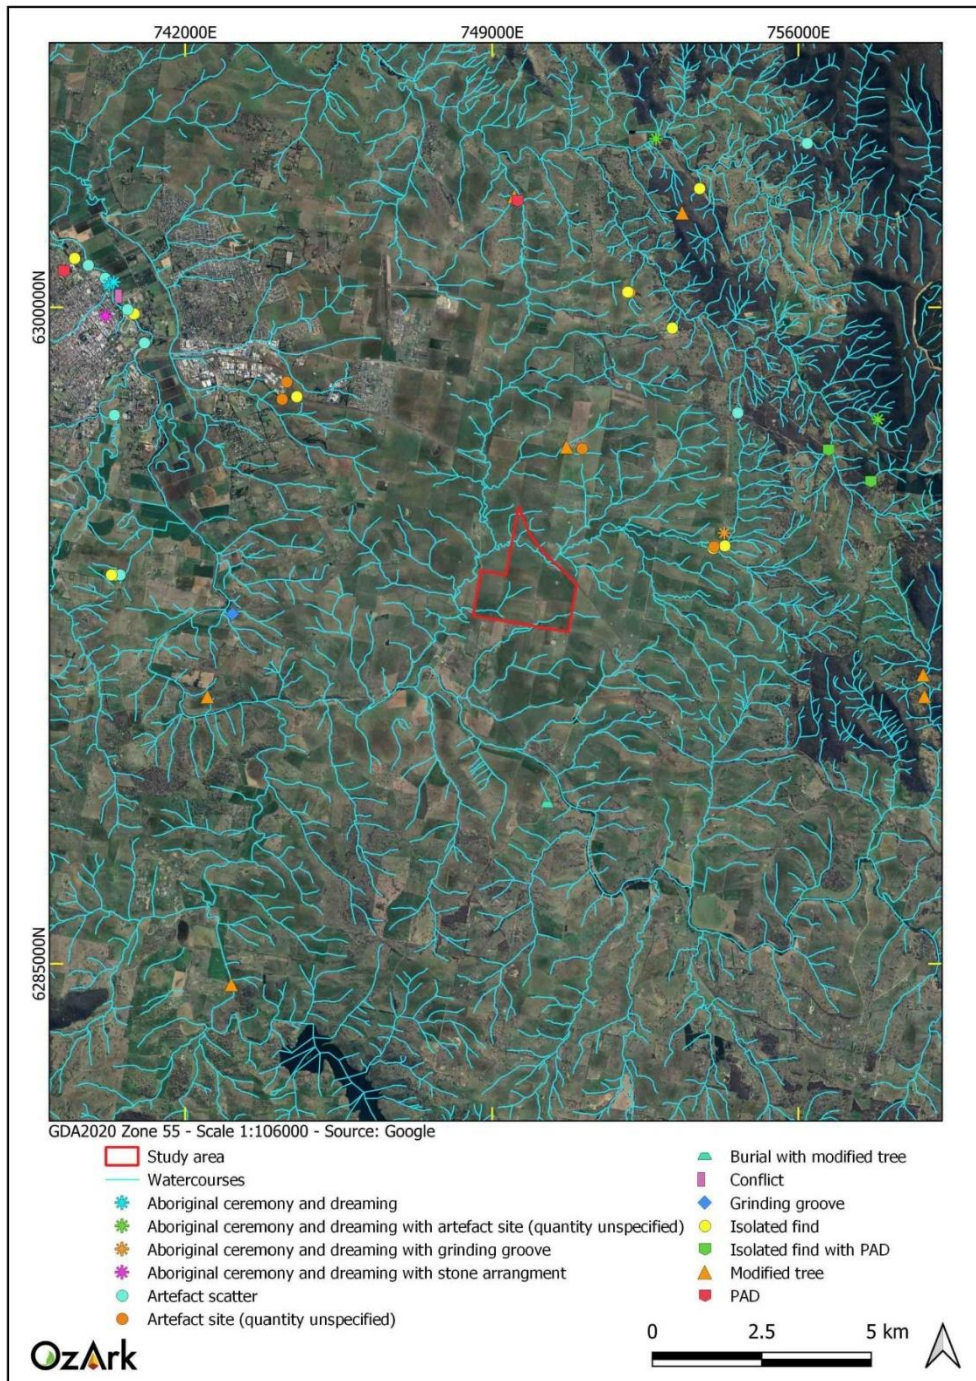 742000E
749000E
756000E
6300000N
6285000N
GDA2020 Zone 55 - Scale 1:106000 - Source: Google
Study area
Watercourses
Aboriginal ceremony and dreaming
Aboriginal ceremony and dreaming with artefact site (quantity unspecified)
Aboriginal ceremony and dreaming with grinding groove
Aboriginal ceremony and dreaming with stone arrangment
Artefact scatter
Artefact site (quantity unspecified)
Burial with modified tree
Conflict
Grinding groove
Isolated find
Isolated find with PAD
Modified tree
PAD
OzArk
0 2.5 5 km